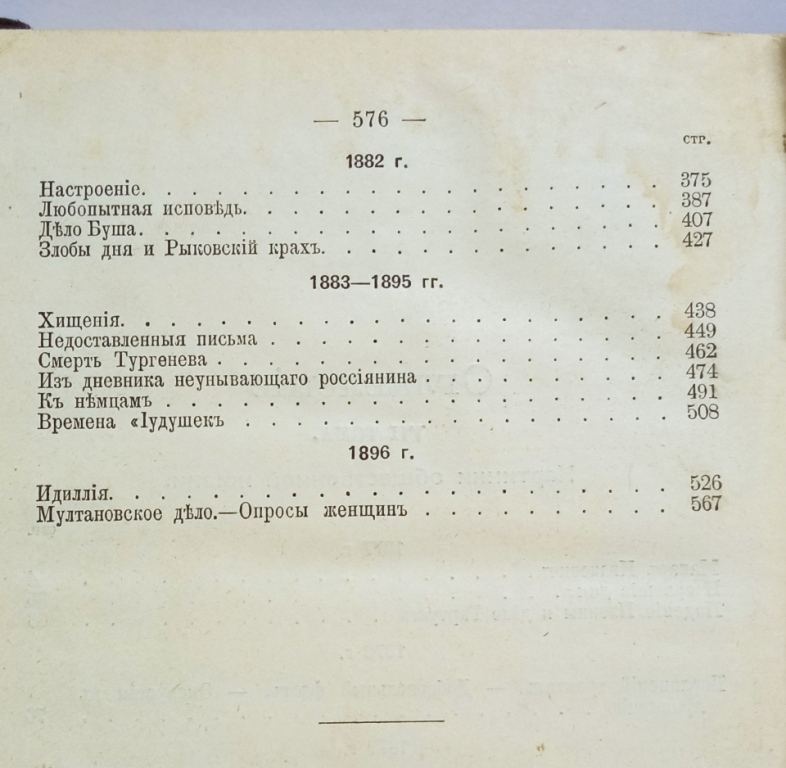 — 576 —
стр.
1882 г.
Настроеніе. . . . . . . . . . . . . . . . . . . . 375
Любопытная исповѣдь. . . . . . . . . . . . . . . 387
Дѣло Буша. . . . . . . . . . . . . . . . . . . . 407
Злобы дня и Рыковскій крахъ. . . . . . . . . . . 427
1883—1895 гг.
Хищенія. . . . . . . . . . . . . . . . . . . . . 438
Недоставленныя письма . . . . . . . . . . . . . . 449
Смерть Тургенева . . . . . . . . . . . . . . . . 462
Изъ дневника неунывающаго россіянина . . . . . . . 474
Къ нѣмцамъ . . . . . . . . . . . . . . . . . . . 491
Времена «Іудушекъ . . . . . . . . . . . . . . . . 508
1896 г.
Идиллія. . . . . . . . . . . . . . . . . . . . . 526
Мултановское дѣло.—Опросы женщинъ . . . . . . . . 567